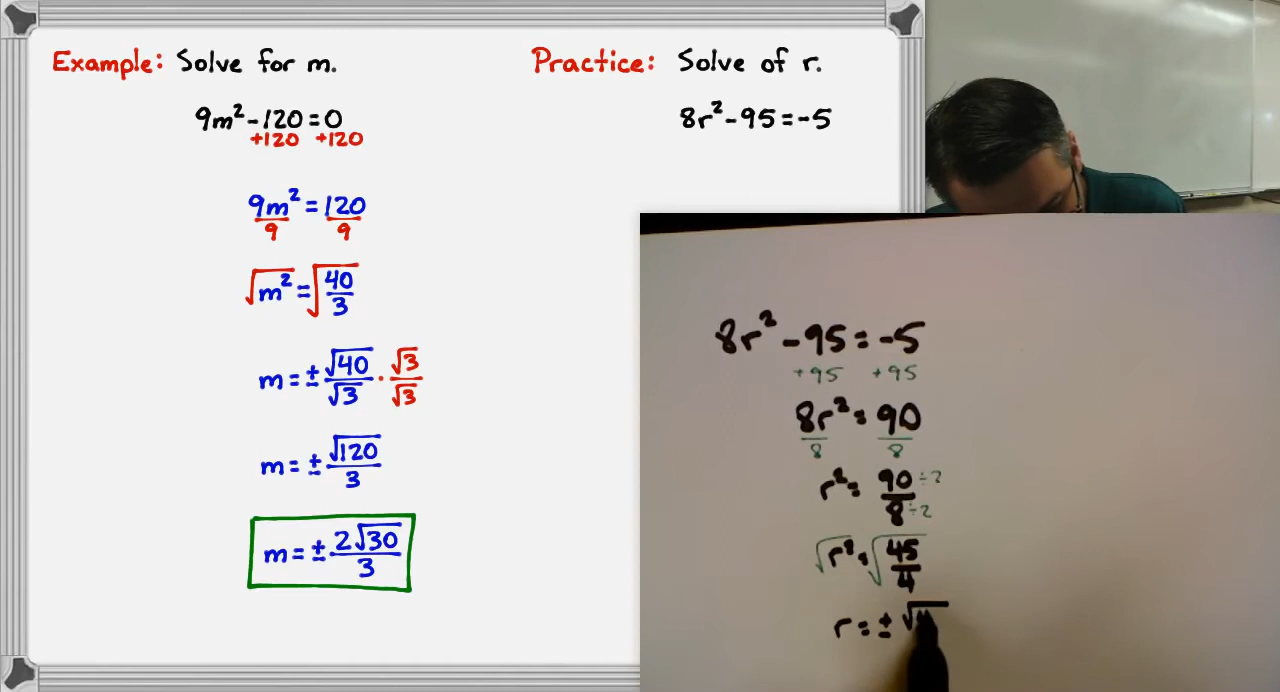 Example: Solve for m.
9m²-120=0
+120 +120
9m²=120
9 9
√m²=√40/3
m=±√40/√3·√3/√3
m=±√120/3
m=±2√30/3
Practice: Solve of r.
8r²-95=-5
8r²-95=-5
+95 +95
8r²=90
8 8
r²=90÷2/8÷2
√r²=√45/4
r=±√